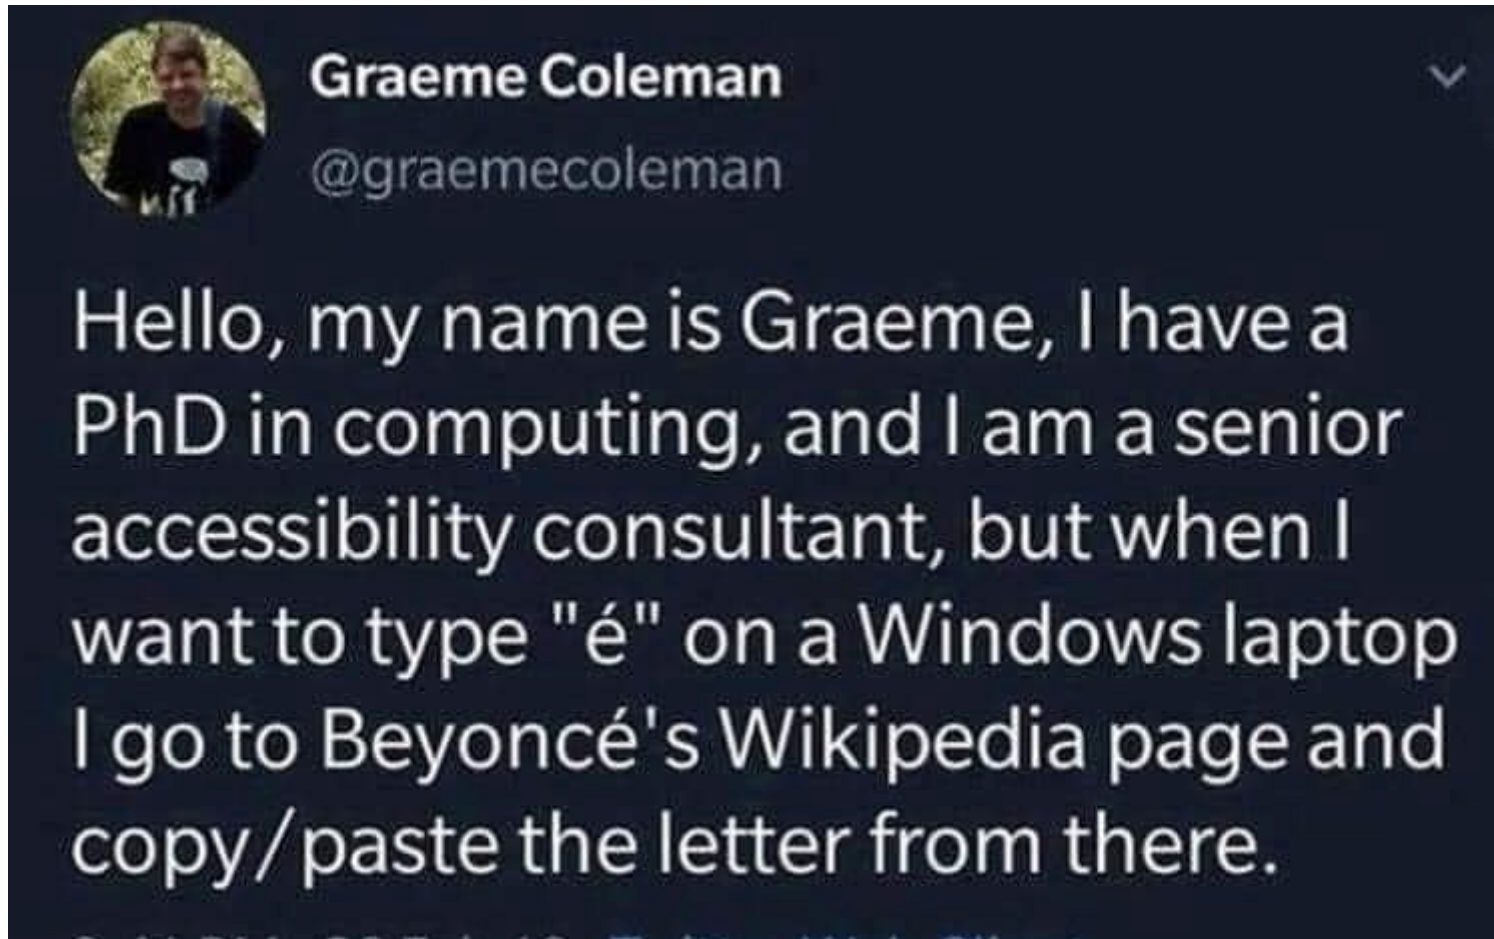 Graeme Coleman
@graemecoleman
Hello, my name is Graeme, I have a
PhD in computing, and I am a senior
accessibility consultant, but when I
want to type "é" on a Windows laptop
I go to Beyoncé's Wikipedia page and
copy/paste the letter from there.